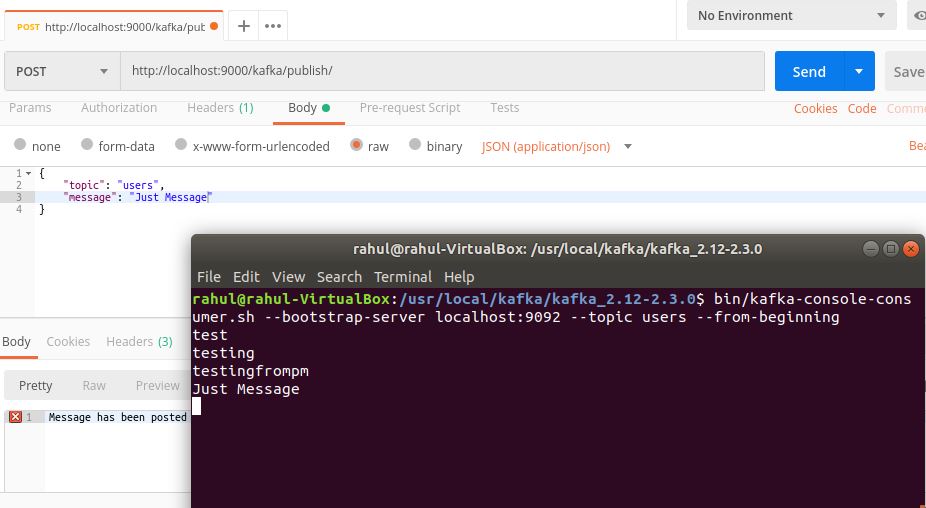 POST http://localhost:9000/kafka/pub
No Environment
POST http://localhost:9000/kafka/publish/ Send Save
Params Authorization Headers (1) Body Pre-request Script Tests Cookies Code
none form-data x-www-form-urlencoded raw binary JSON (application/json)
1 {
2 "topic": "users",
3 "message": "Just Message"
4 }
rahul@rahul-VirtualBox: /usr/local/kafka/kafka_2.12-2.3.0
File Edit View Search Terminal Help
rahul@rahul-VirtualBox:/usr/local/kafka/kafka_2.12-2.3.0$ bin/kafka-console-cons
umer.sh --bootstrap-server localhost:9092 --topic users --from-beginning
test
testing
testingfrompm
Just Message
Body Cookies Headers (3)
Pretty Raw Preview
1 Message has been posted